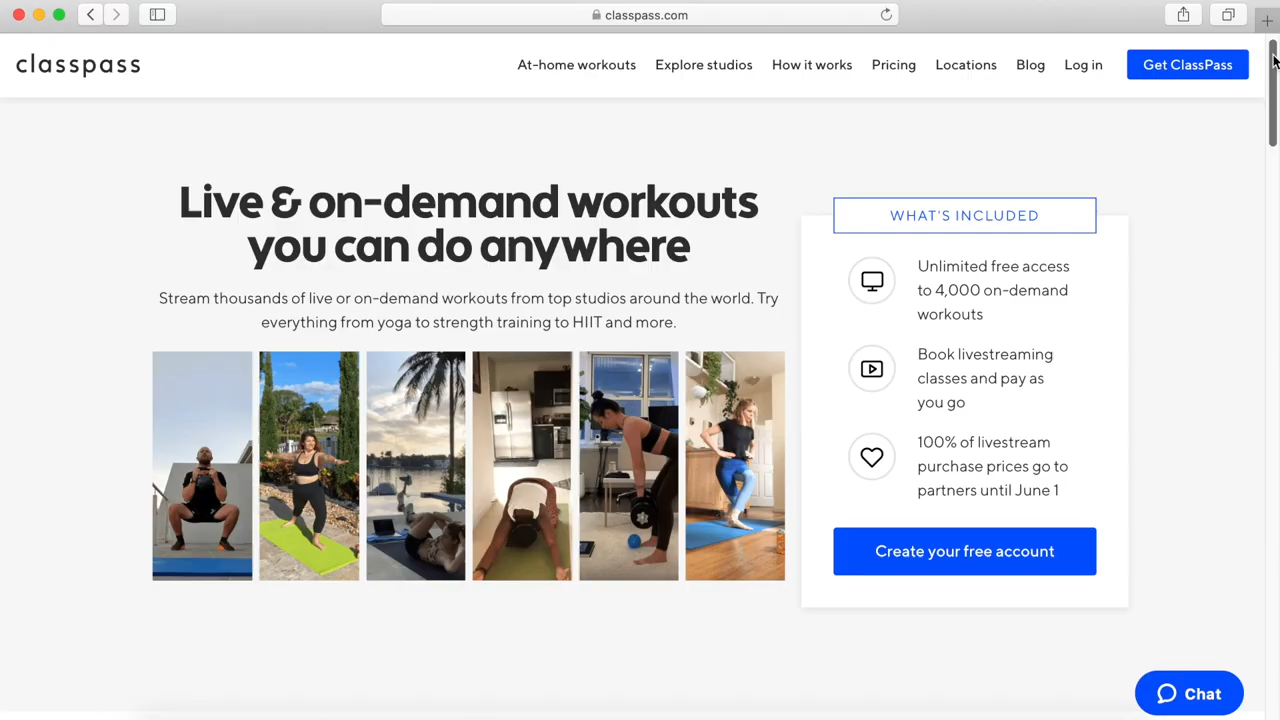 classpass.com
classpass
At-home workouts Explore studios How it works Pricing Locations Blog Log in Get ClassPass
Live & on-demand workouts
you can do anywhere
Stream thousands of live or on-demand workouts from top studios around the world. Try
everything from yoga to strength training to HIIT and more.
WHAT'S INCLUDED
Unlimited free access
to 4,000 on-demand
workouts
Book livestreaming
classes and pay as
you go
100% of livestream
purchase prices go to
partners until June 1
Create your free account
Chat